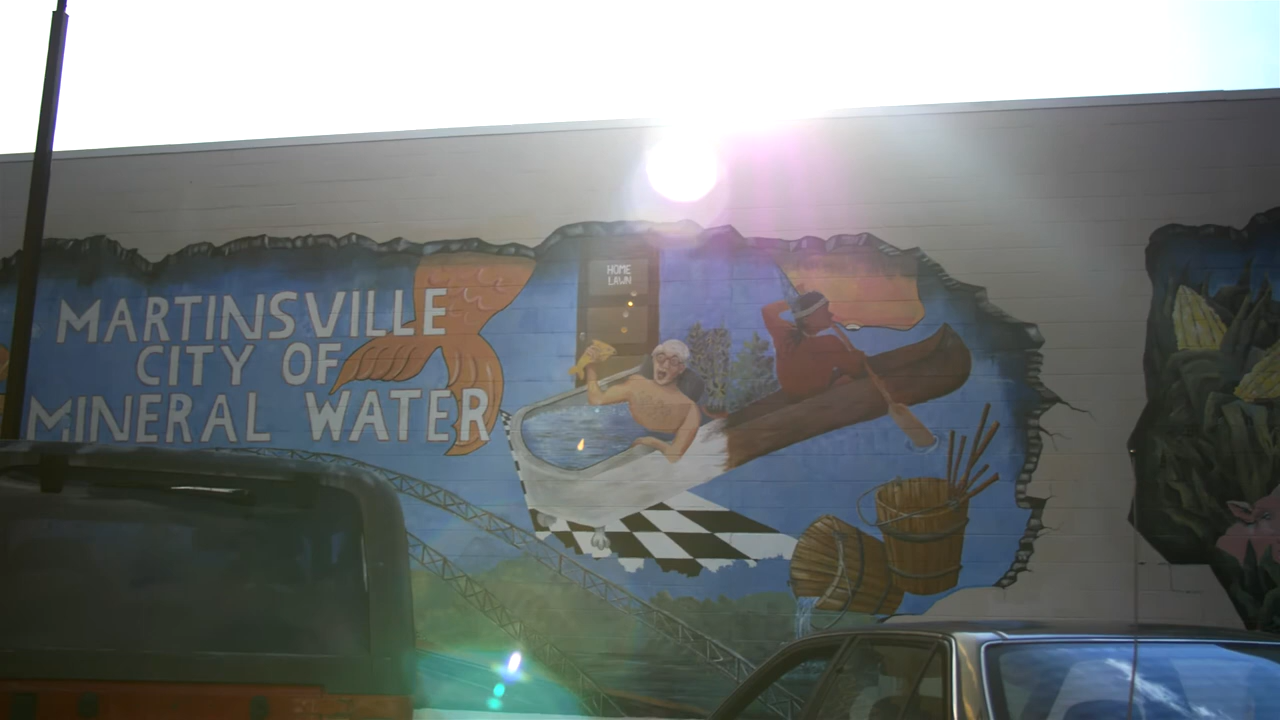 MARTINSVILLE
CITY OF
MINERAL WATER
HOME
LAWN